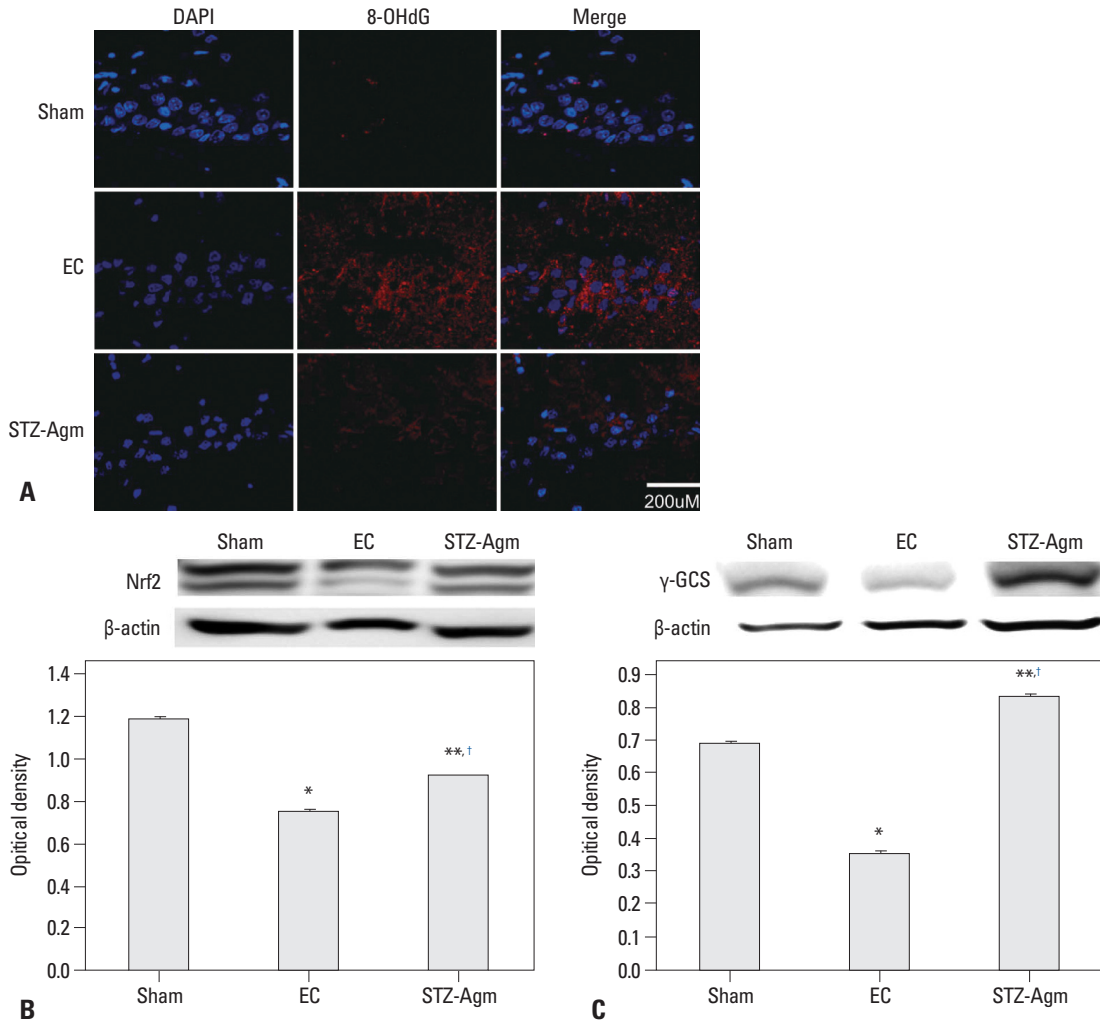 DAPI 8-OHdG Merge
Sham
EC
STZ-Agm
200uM
A
Sham EC STZ-Agm
Nrf2
β-actin
1.4
1.2
1.0
0.8
0.6
0.4
0.2
0.0
Opitical density
*
**,†
Sham EC STZ-Agm
B
Sham EC STZ-Agm
γ-GCS
β-actin
0.9
0.8
0.7
0.6
0.5
0.4
0.3
0.2
0.1
0.0
Opitical density
*
**,†
Sham EC STZ-Agm
C